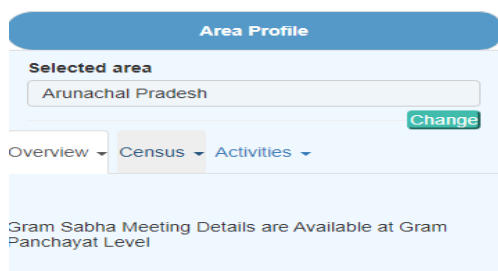 Area Profile
Selected area
Arunachal Pradesh
Change
Overview Census Activities
Gram Sabha Meeting Details are Available at Gram
Panchayat Level